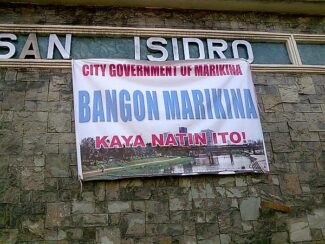 SAN ISIDRO
CITY GOVERNMENT OF MARIKINA
BANGON MARIKINA
KAYA NATIN ITO!